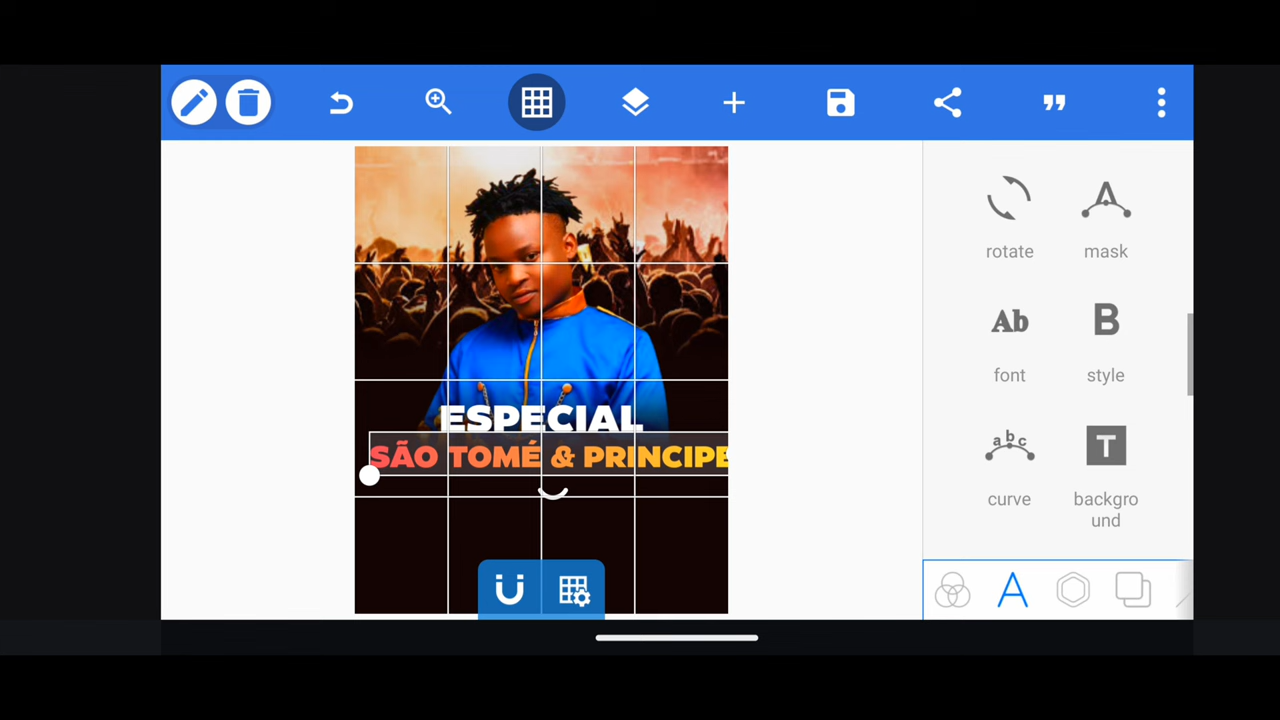 rotate
mask
Ab
B
font
style
abc
T
curve
backgro
und
A
ESPECIAL
SÃO TOMÉ & PRINCIPE